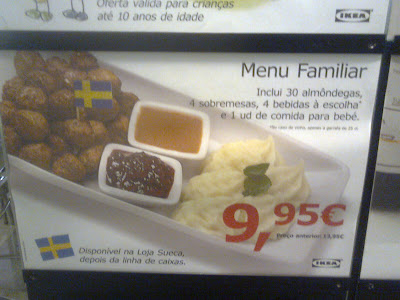 Oferta válida para crianças
até 10 anos de idade
IKEA
Menu Familiar
Inclui 30 almôndegas,
4 sobremesas, 4 bebidas à escolha*
e 1 ud de comida para bebé.
9,95€
Preço anterior: 13,95€
Disponível na Loja Sueca,
depois da linha de caixas.
IKEA